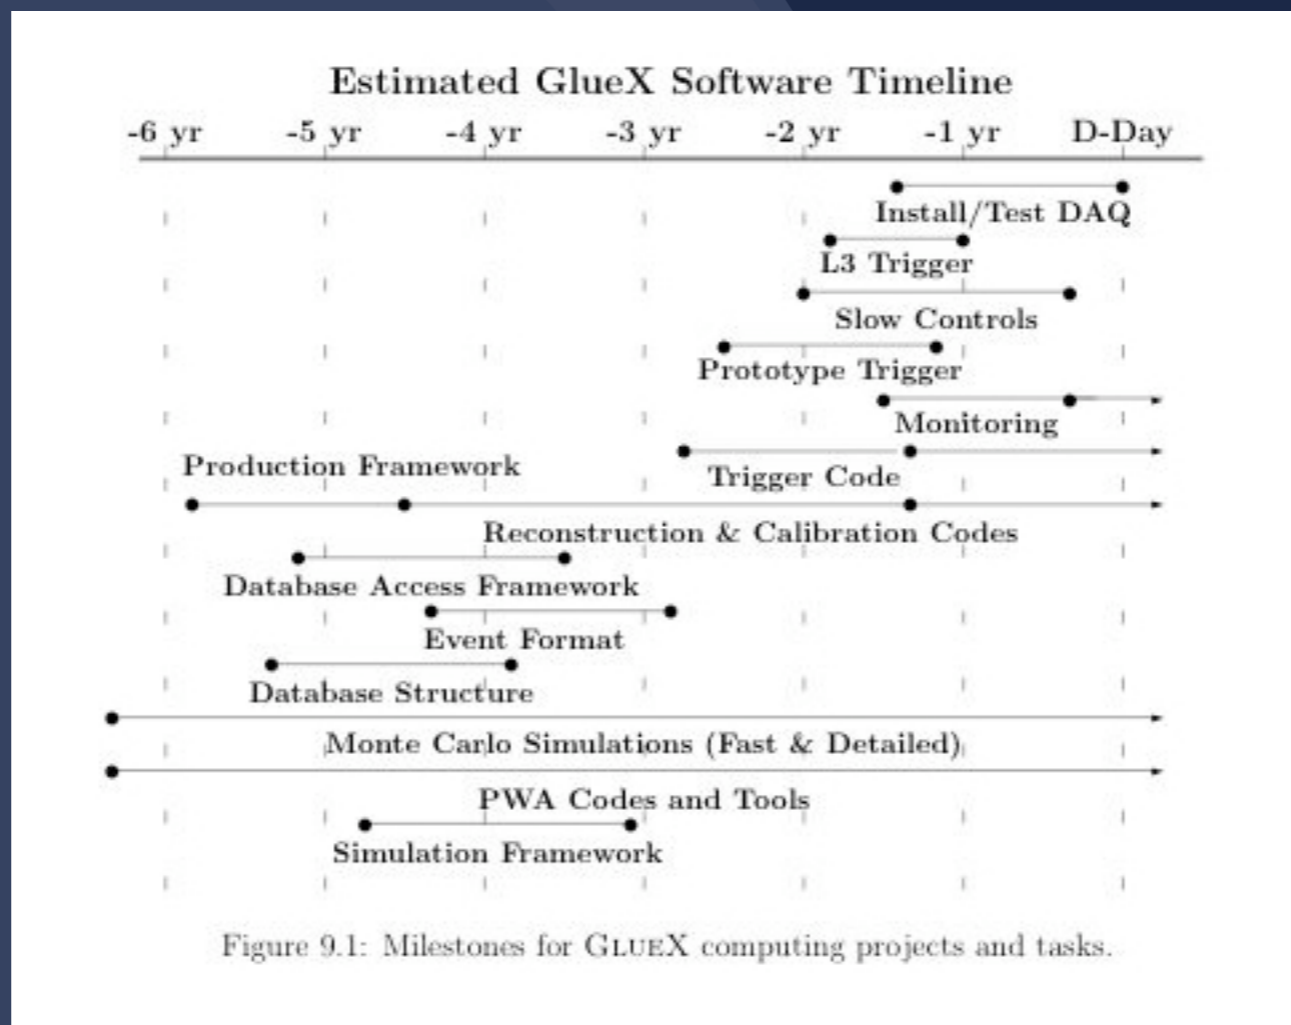 Estimated GlueX Software Timeline
-6 yr -5 yr -4 yr -3 yr -2 yr -1 yr D-Day
Install/Test DAQ
L3 Trigger
Slow Controls
Prototype Trigger
Monitoring
Production Framework
Trigger Code
Reconstruction & Calibration Codes
Database Access Framework
Event Format
Database Structure
Monte Carlo Simulations (Fast & Detailed)
PWA Codes and Tools
Simulation Framework
Figure 9.1: Milestones for GLUEX computing projects and tasks.